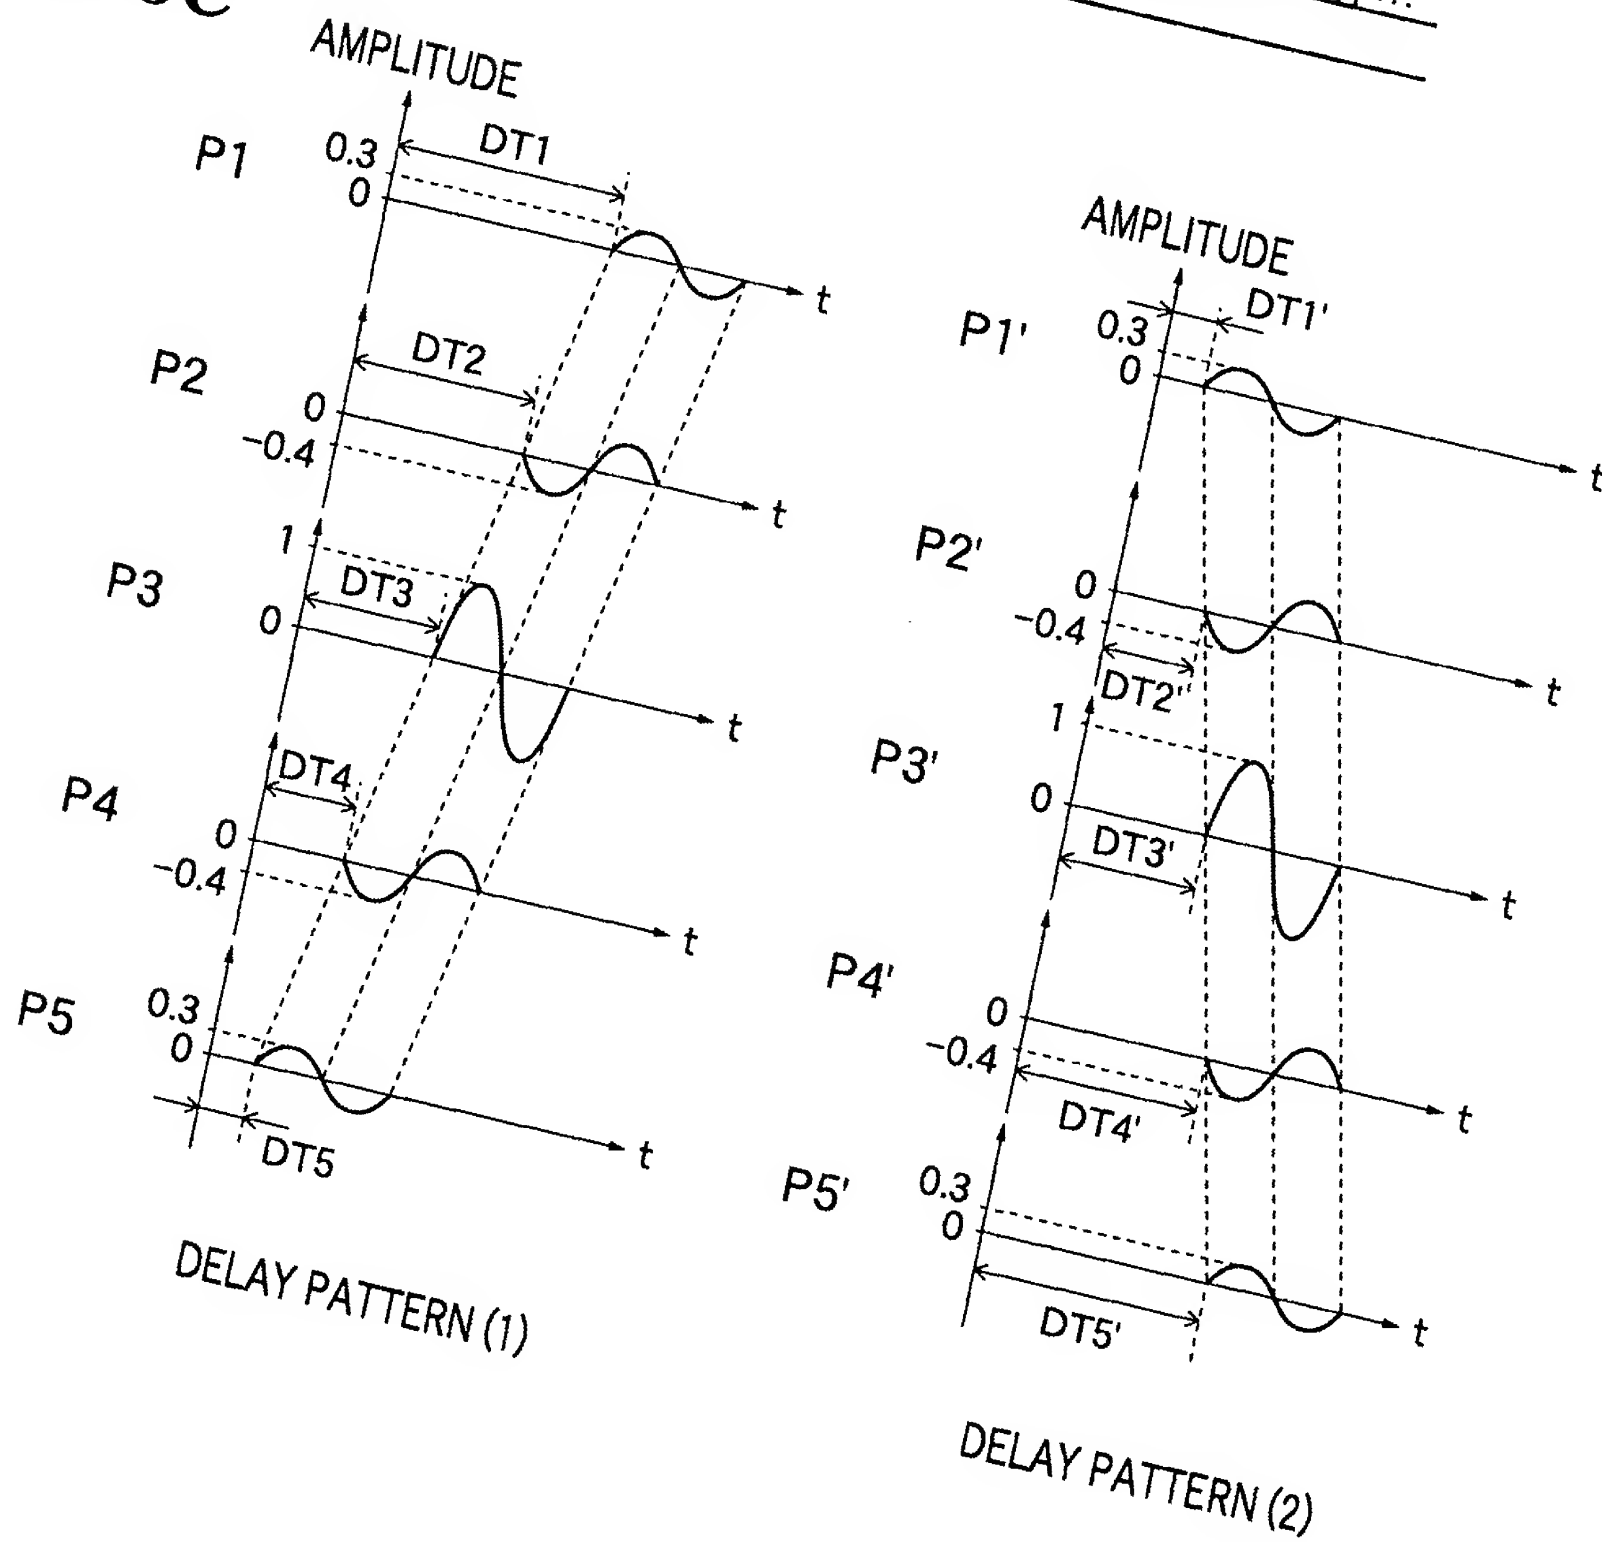 AMPLITUDE
P1
0.3
0
DT1
t
P2
0
-0.4
DT2
t
P3
1
0
DT3
t
P4
0
-0.4
DT4
t
P5
0.3
0
DT5
t
DELAY PATTERN (1)
AMPLITUDE
P1'
0.3
0
DT1'
t
P2'
0
-0.4
DT2'
t
P3'
1
0
DT3'
t
P4'
0
-0.4
DT4'
t
P5'
0.3
0
DT5'
t
DELAY PATTERN (2)